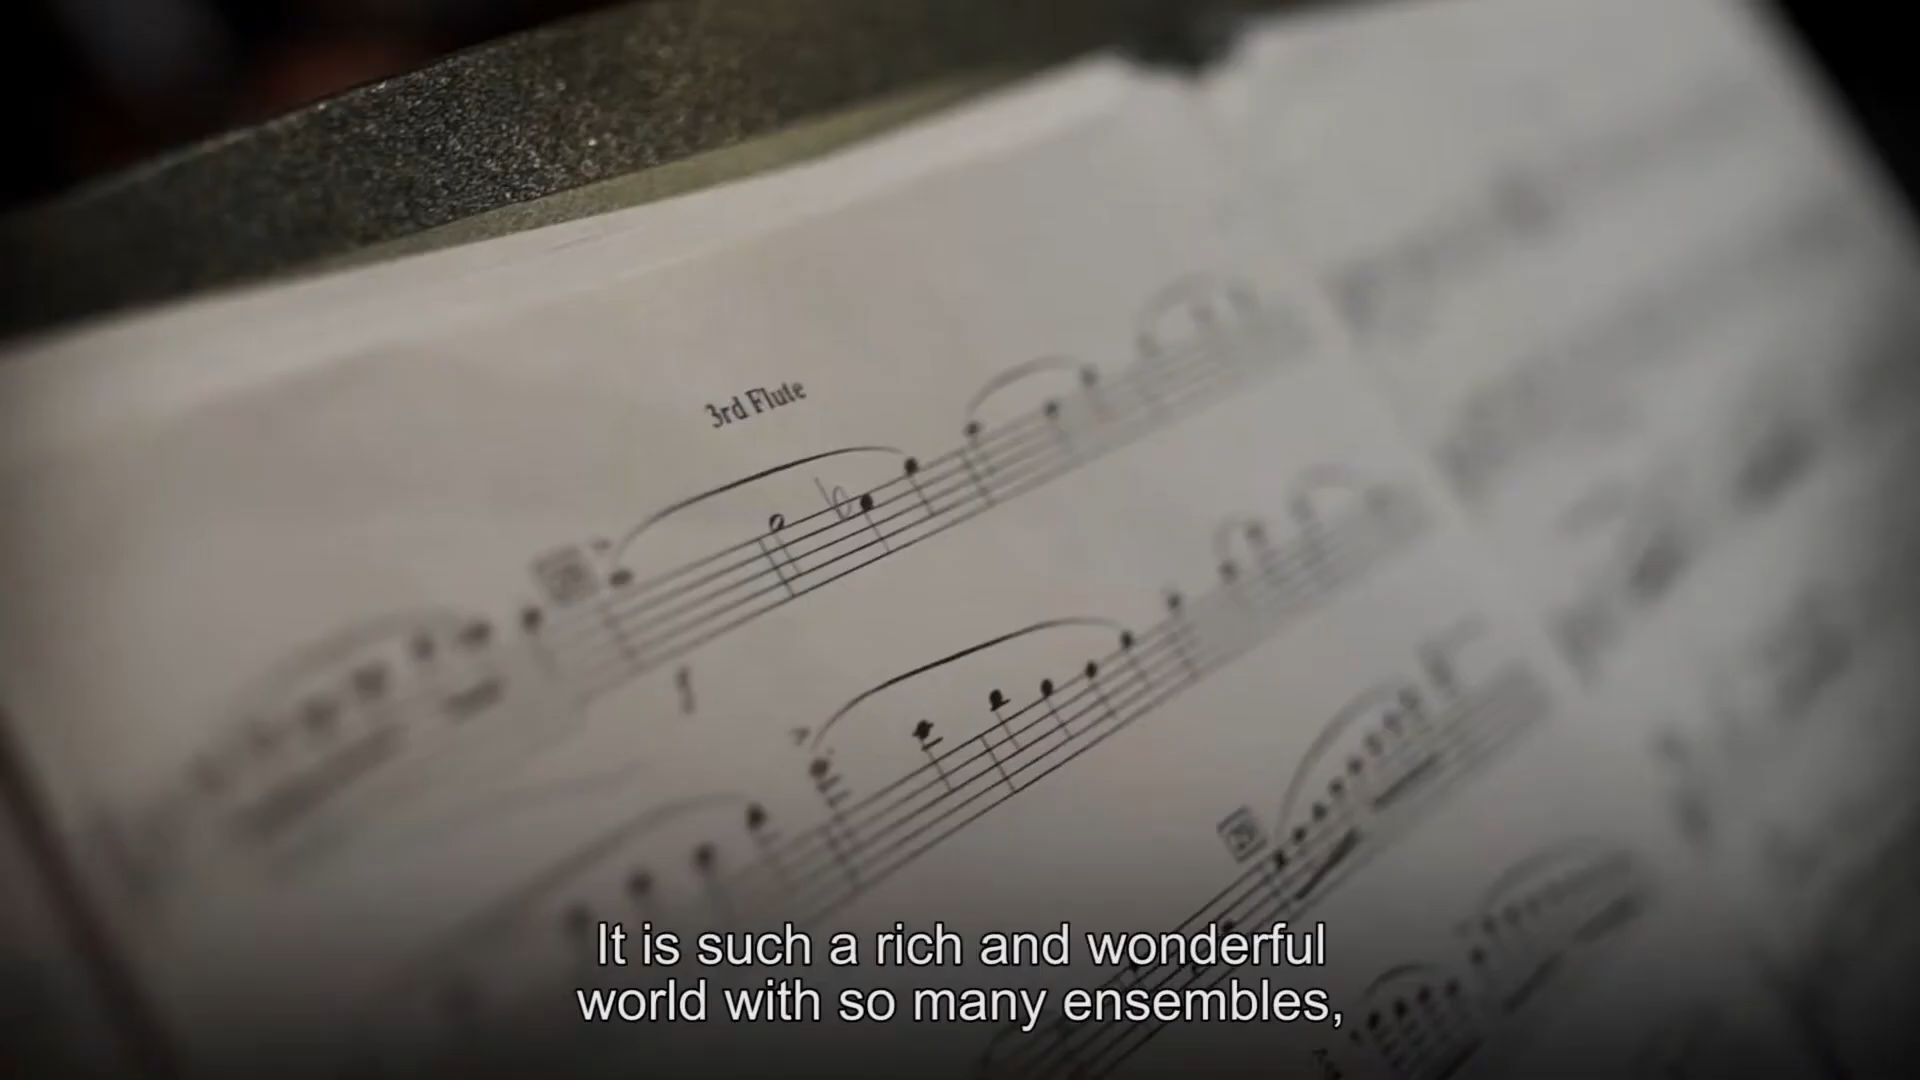 3rd Flute
It is such a rich and wonderful
world with so many ensembles,